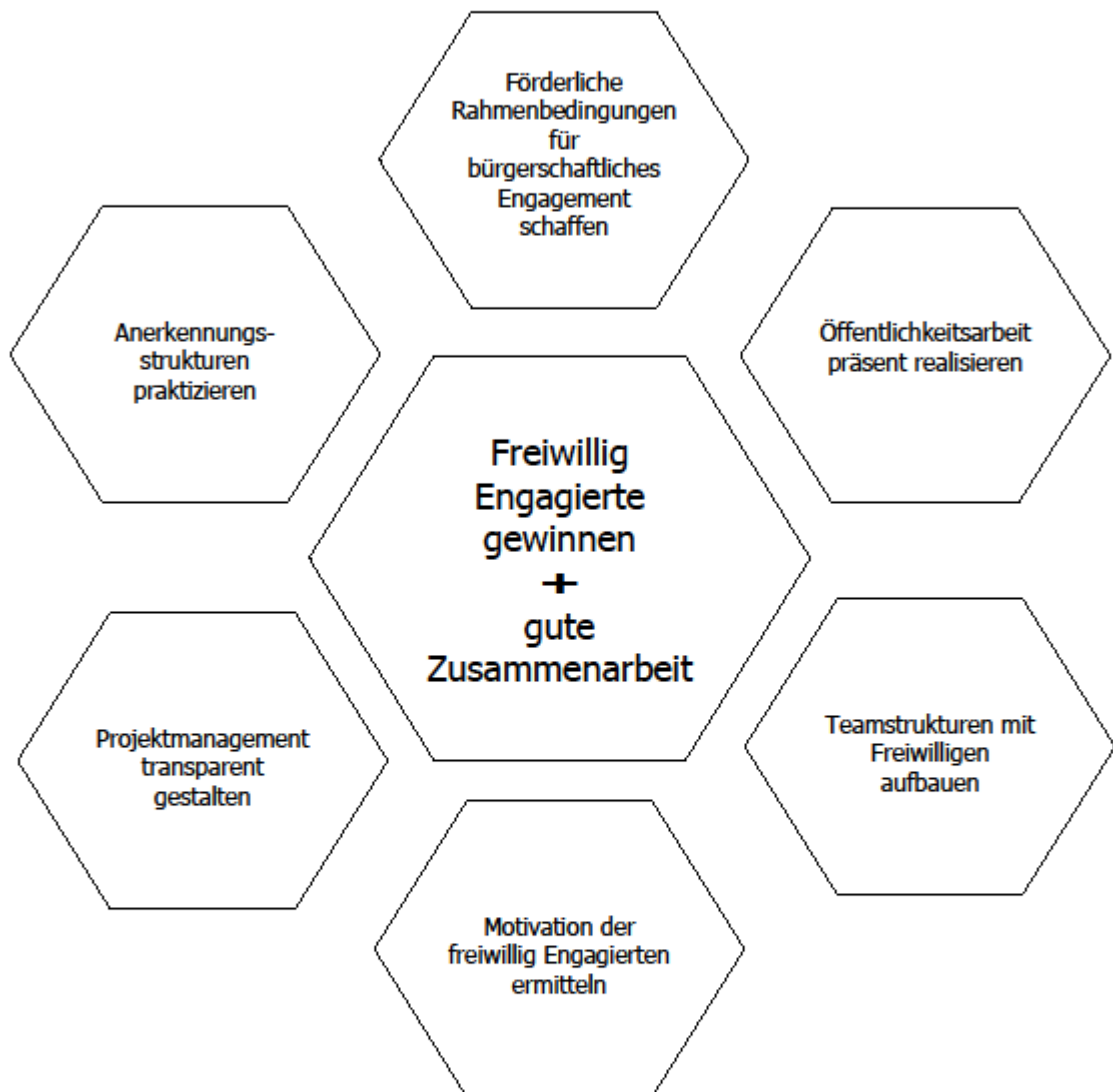 Förderliche
Rahmenbedingungen
für
bürgerschaftliches
Engagement
schaffen
Anerkennungs-
strukturen
praktizieren
Öffentlichkeitsarbeit
präsent realisieren
Freiwillig
Engagierte
gewinnen
+
gute
Zusammenarbeit
Projektmanagement
transparent
gestalten
Teamstrukturen mit
Freiwilligen
aufbauen
Motivation der
freiwillig Engagierten
ermitteln